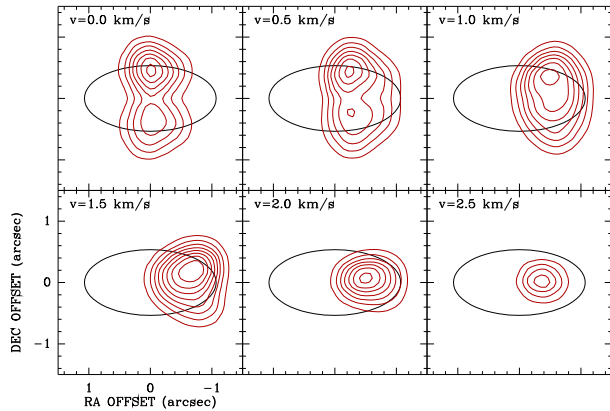 v=0.0 km/s
v=0.5 km/s
v=1.0 km/s
v=1.5 km/s
v=2.0 km/s
v=2.5 km/s
1
0
-1
DEC OFFSET (arcsec)
1
0
-1
RA OFFSET (arcsec)